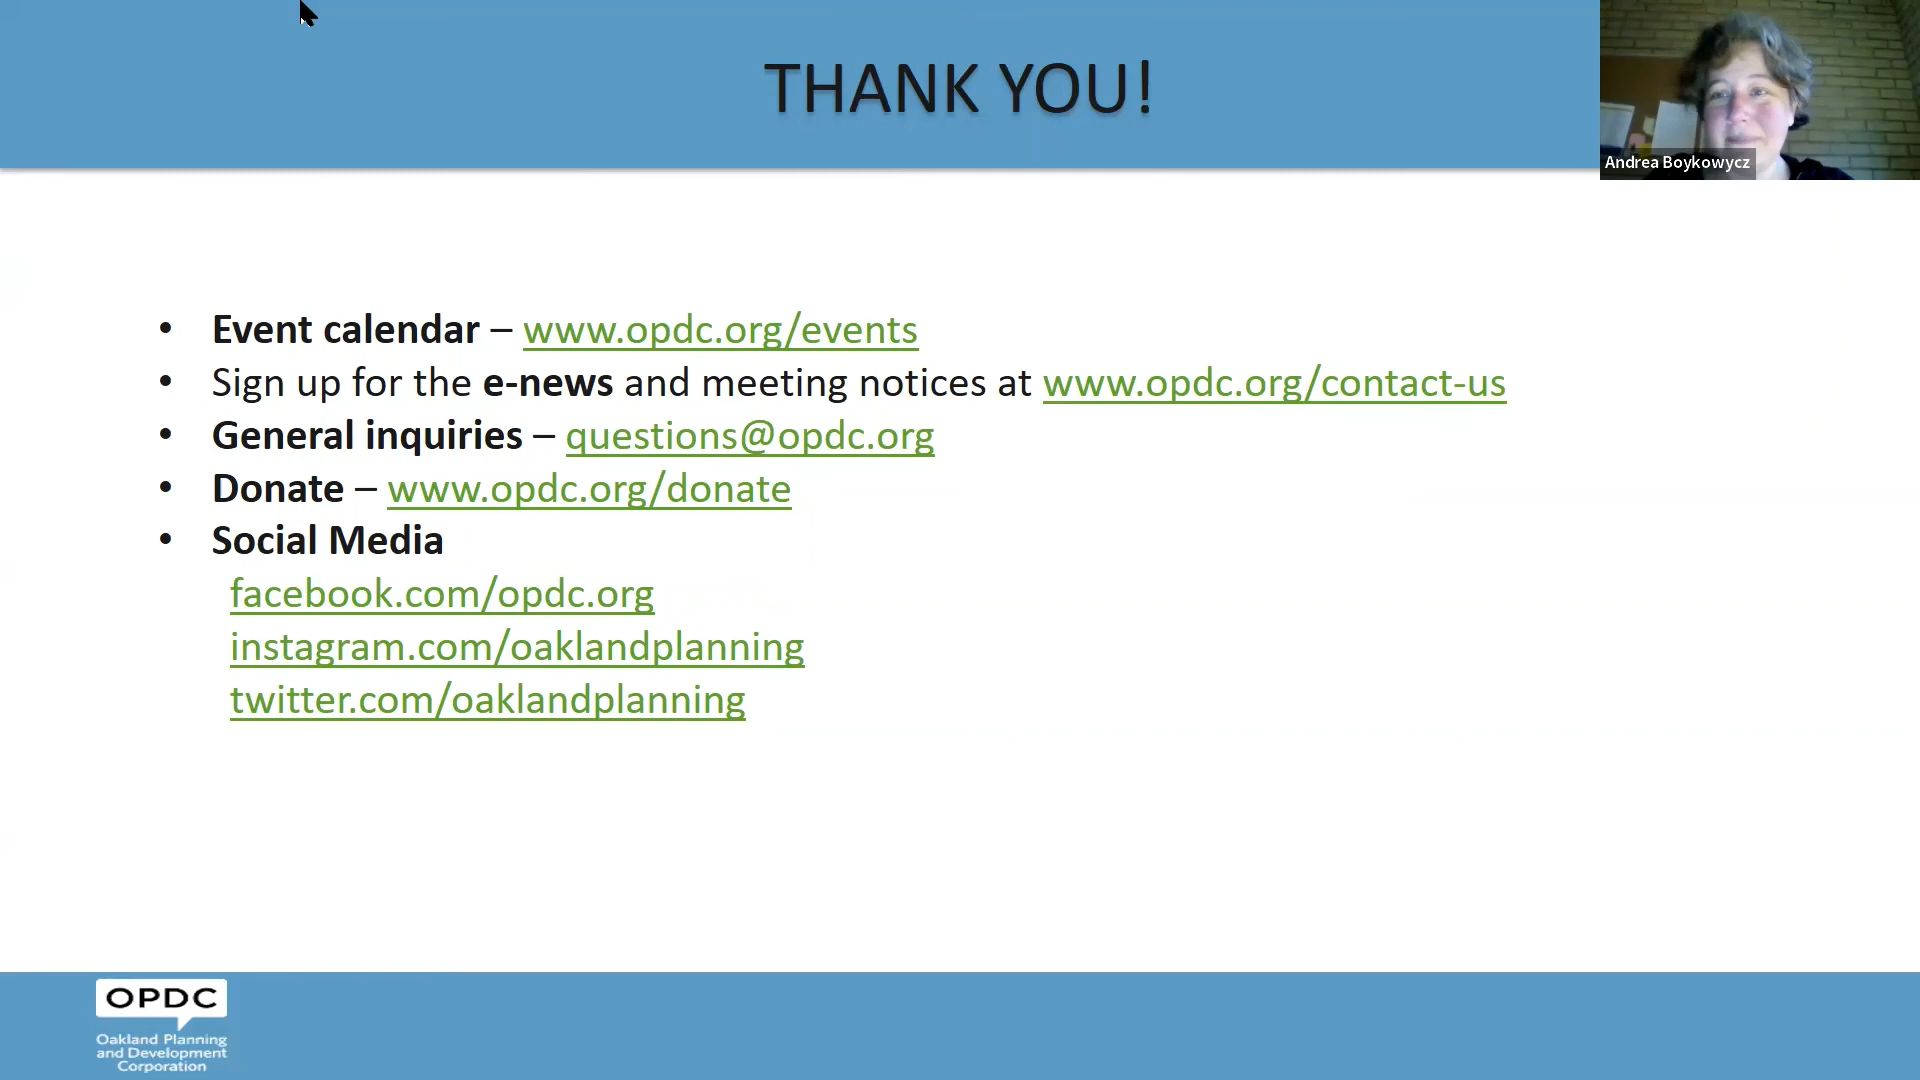 THANK YOU!
Andrea Boykowycz
• Event calendar – www.opdc.org/events
• Sign up for the e-news and meeting notices at www.opdc.org/contact-us
• General inquiries – questions@opdc.org
• Donate – www.opdc.org/donate
• Social Media
facebook.com/opdc.org
instagram.com/oaklandplanning
twitter.com/oaklandplanning
OPDC
Oakland Planning
and Development
Corporation